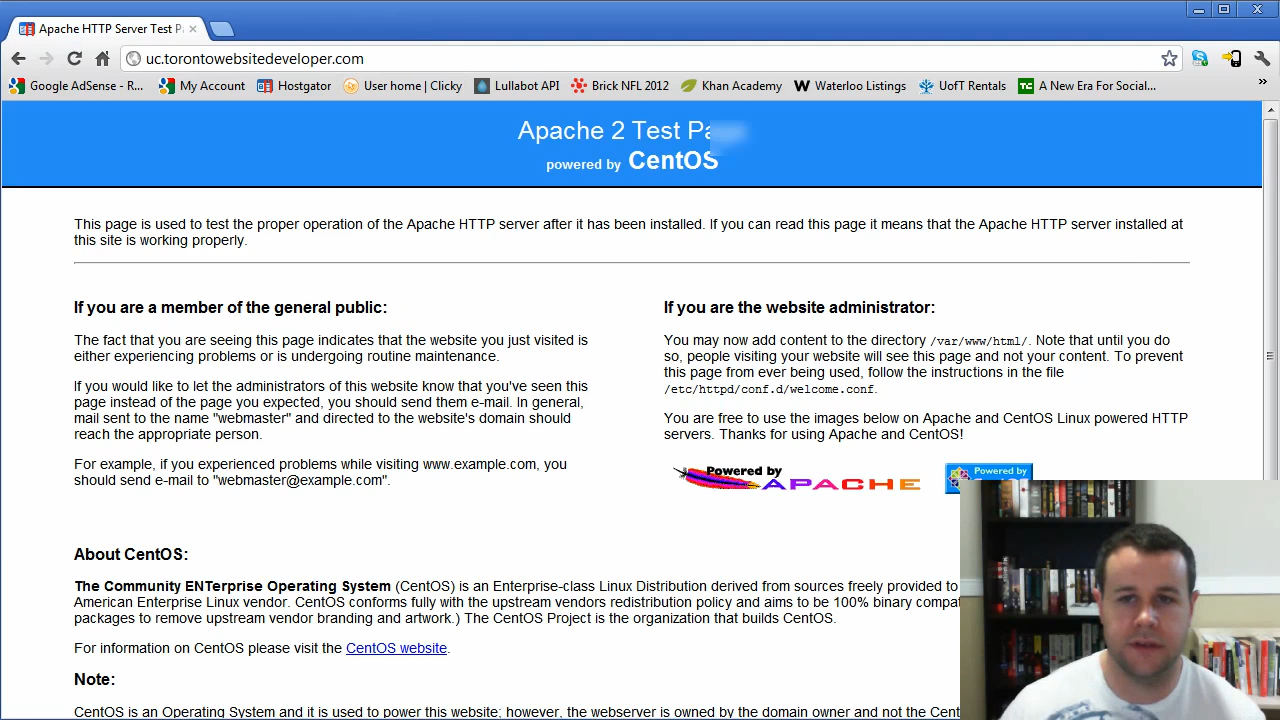 Apache HTTP Server Test P
uc.torontowebsitedeveloper.com
Google AdSense - R... My Account Hostgator User home | Clicky Lullabot API Brick NFL 2012 Khan Academy Waterloo Listings UofT Rentals A New Era For Social... »
Apache 2 Test Pa
powered by CentOS
This page is used to test the proper operation of the Apache HTTP server after it has been installed. If you can read this page it means that the Apache HTTP server installed at
this site is working properly.
If you are a member of the general public:
The fact that you are seeing this page indicates that the website you just visited is
either experiencing problems or is undergoing routine maintenance.
If you would like to let the administrators of this website know that you've seen this
page instead of the page you expected, you should send them e-mail. In general,
mail sent to the name "webmaster" and directed to the website's domain should
reach the appropriate person.
For example, if you experienced problems while visiting www.example.com, you
should send e-mail to "webmaster@example.com".
If you are the website administrator:
You may now add content to the directory /var/www/html/. Note that until you do
so, people visiting your website will see this page and not your content. To prevent
this page from ever being used, follow the instructions in the file
/etc/httpd/conf.d/welcome.conf.
You are free to use the images below on Apache and CentOS Linux powered HTTP
servers. Thanks for using Apache and CentOS!
Powered by
APACHE
Powered by
About CentOS:
The Community ENTerprise Operating System (CentOS) is an Enterprise-class Linux Distribution derived from sources freely provided to
American Enterprise Linux vendor. CentOS conforms fully with the upstream vendors redistribution policy and aims to be 100% binary compat
packages to remove upstream vendor branding and artwork.) The CentOS Project is the organization that builds CentOS.
For information on CentOS please visit the CentOS website.
Note:
CentOS is an Operating System and it is used to power this website; however, the webserver is owned by the domain owner and not the Cent